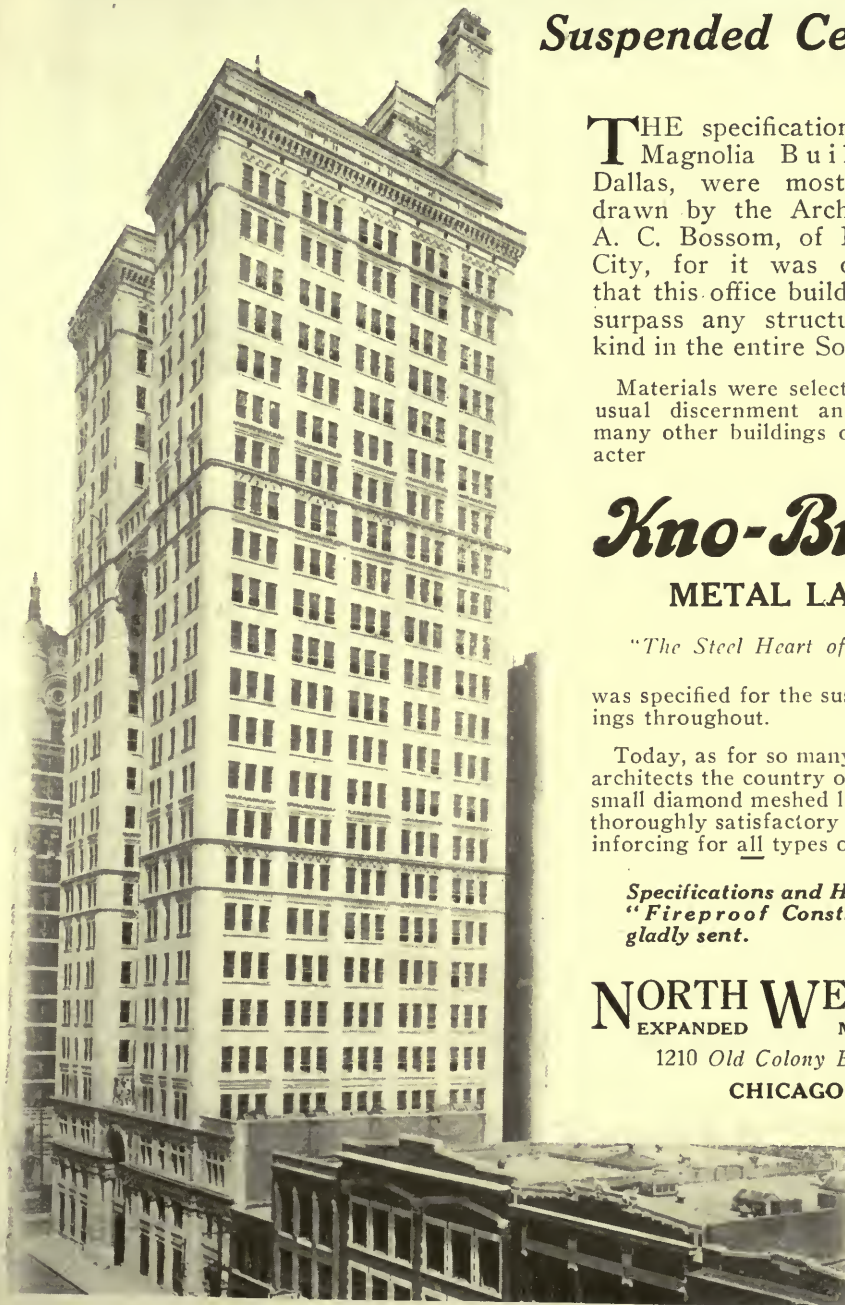 Suspended Ce
THE specification
Magnolia Buil
Dallas, were most
drawn by the Arch
A. C. Bossom, of
City, for it was
that this office build
surpass any structu
kind in the entire So
Materials were select
usual discernment an
many other buildings
acter
Kno-Bu
METAL LA
"The Steel Heart of
was specified for the sus
ings throughout.
Today, as for so many
architects the country o
small diamond meshed l
thoroughly satisfactory
inforcing for all types o
Specifications and H
"Fireproof Const
gladly sent.
NORTH WE
EXPANDED
1210 Old Colony B
CHICAGO